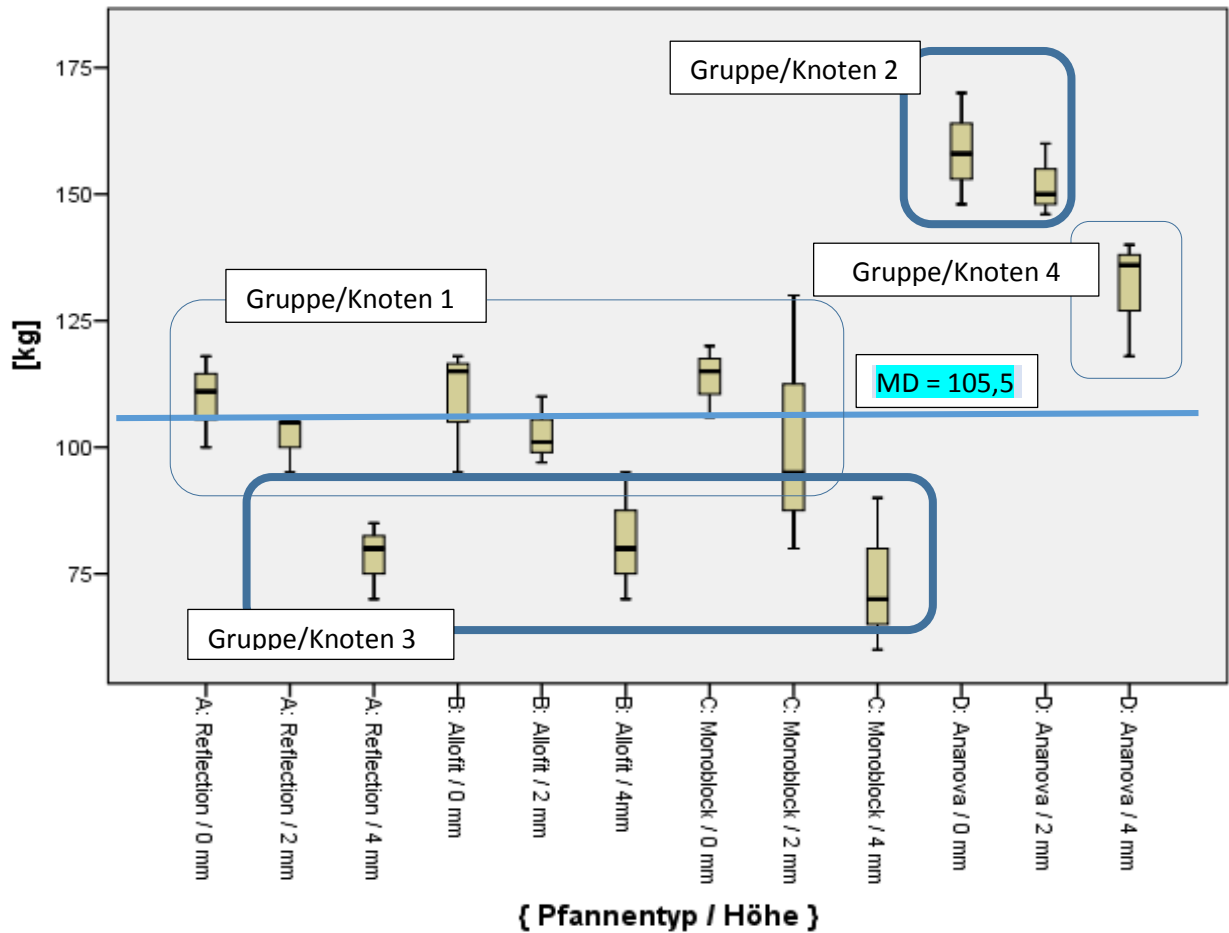 175
150
125
100
75
[kg]
Gruppe/Knoten 2
Gruppe/Knoten 4
Gruppe/Knoten 1
MD = 105,5
Gruppe/Knoten 3
A: Reflection / 0 mm
A: Reflection / 2 mm
A: Reflection / 4 mm
B: Allofit / 0 mm
B: Allofit / 2 mm
B: Allofit / 4mm
C: Monoblock / 0 mm
C: Monoblock / 2 mm
C: Monoblock / 4 mm
D: Ananova / 0 mm
D: Ananova / 2 mm
D: Ananova / 4 mm
{ Pfannentyp / Höhe }